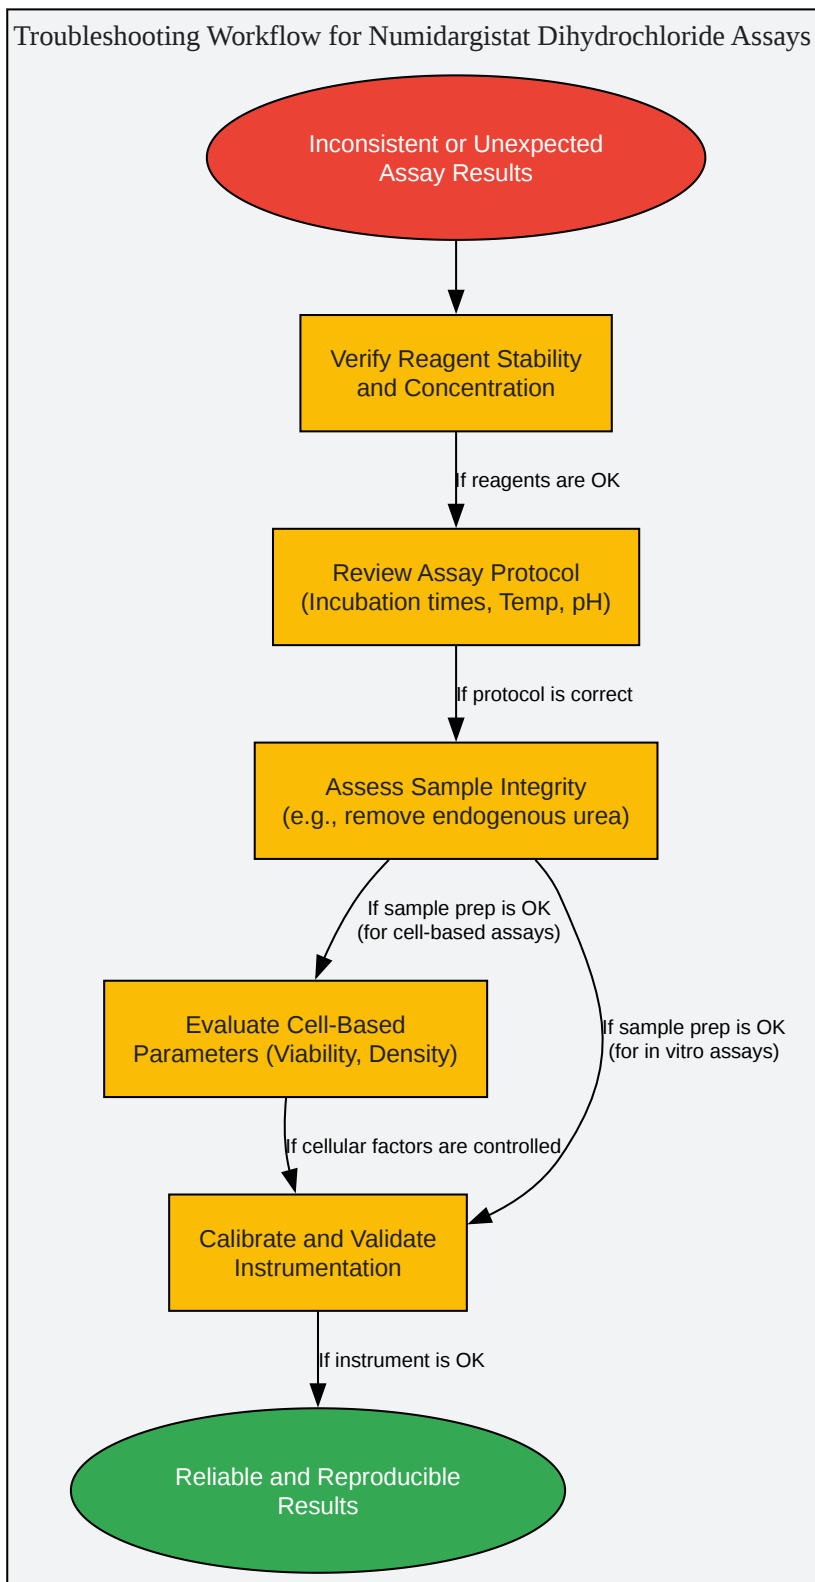 Troubleshooting Workflow for Numidargistat Dihydrochloride Assays
Inconsistent or Unexpected
Assay Results
Verify Reagent Stability
and Concentration
If reagents are OK
Review Assay Protocol
(Incubation times, Temp, pH)
If protocol is correct
Assess Sample Integrity
(e.g., remove endogenous urea)
If sample prep is OK
(for cell-based assays)
Evaluate Cell-Based
Parameters (Viability, Density)
If sample prep is OK
(for in vitro assays)
If cellular factors are controlled
Calibrate and Validate
Instrumentation
If instrument is OK
Reliable and Reproducible
Results